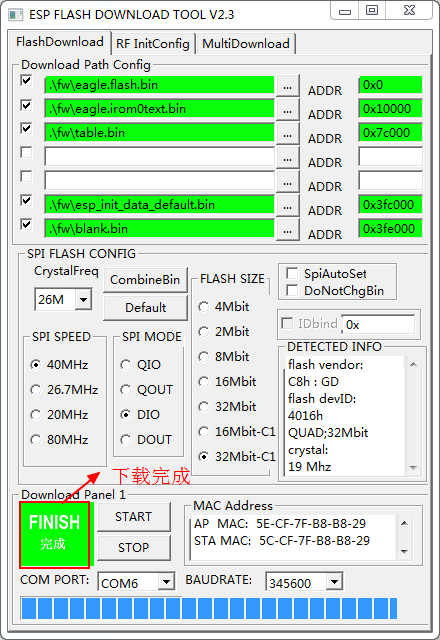 ESP FLASH DOWNLOAD TOOL V2.3
FlashDownload RF InitConfig MultiDownload
Download Path Config
.\fw\eagle.flash.bin ... ADDR 0x0
.\fw\eagle.irom0text.bin ... ADDR 0x10000
.\fw\table.bin ... ADDR 0x7c000
... ADDR
... ADDR
.\fw\esp_init_data_default.bin ... ADDR 0x3fc000
.\fw\blank.bin ... ADDR 0x3fe000
SPI FLASH CONFIG
CrystalFreq
26M
CombineBin
Default
SPI SPEED
40MHz
26.7MHz
20MHz
80MHz
SPI MODE
QIO
QOUT
DIO
DOUT
FLASH SIZE
4Mbit
2Mbit
8Mbit
16Mbit
32Mbit
16Mbit-C1
32Mbit-C1
SpiAutoSet
DoNotChgBin
IDbind 0x
DETECTED INFO
flash vendor:
C8h : GD
flash devID:
4016h
QUAD;32Mbit
crystal:
19 Mhz
下载完成
Download Panel 1
FINISH
完成
START
STOP
MAC Address
AP MAC: 5E-CF-7F-B8-B8-29
STA MAC: 5C-CF-7F-B8-B8-29
COM PORT: COM6 BAUDRATE: 345600